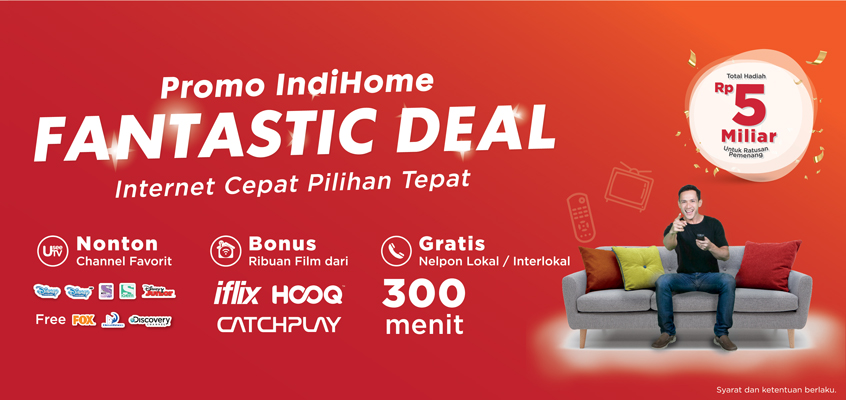 Promo IndiHome
FANTASTIC DEAL
Internet Cepat Pilihan Tepat
Total Hadiah
Rp 5
Miliar
Untuk Ratusan
Pemenang
Nonton
Channel Favorit
Bonus
Ribuan Film dari
iflix HOOQ
CATCHPLAY
Gratis
Nelpon Lokal / Interlokal
300
menit
Free FOX
Discovery
Syarat dan ketentuan berlaku.